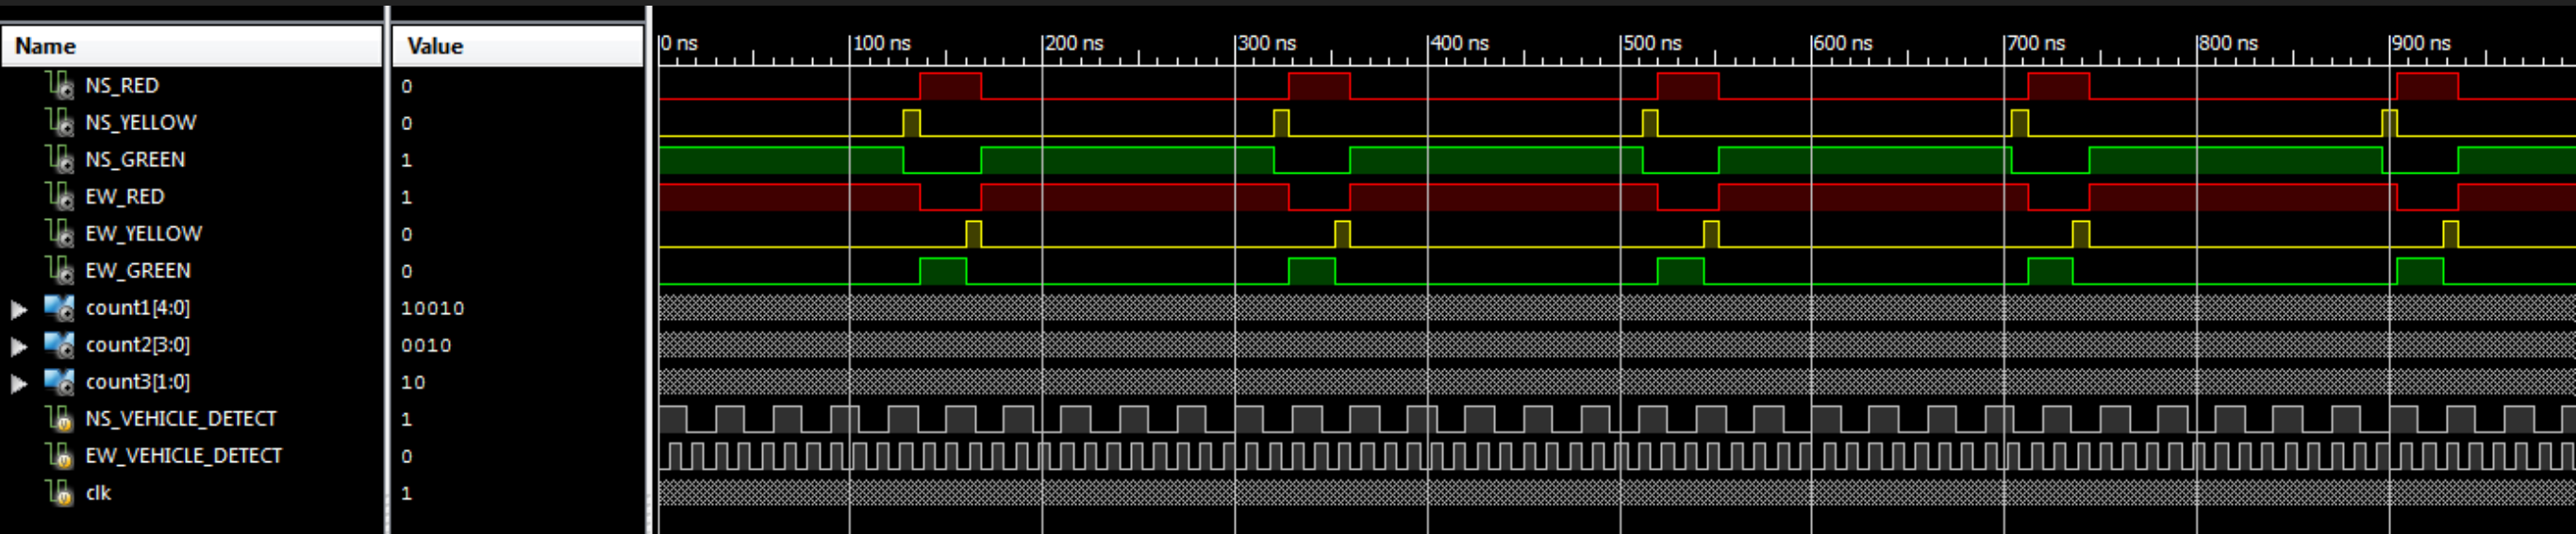 Name Value 0 ns 100 ns 200 ns 300 ns 400 ns 500 ns 600 ns 700 ns 800 ns 900 ns
NS_RED 0
NS_YELLOW 0
NS_GREEN 1
EW_RED 1
EW_YELLOW 0
EW_GREEN 0
count1[4:0] 10010
count2[3:0] 0010
count3[1:0] 10
NS_VEHICLE_DETECT 1
EW_VEHICLE_DETECT 0
clk 1